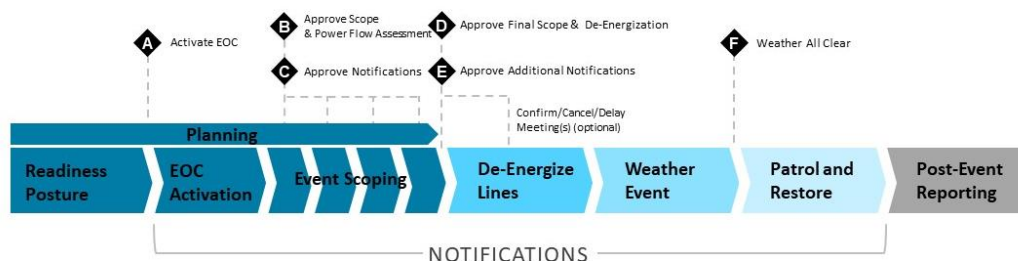 A
Activate EOC
B
Approve Scope
& Power Flow Assessment
C
Approve Notifications
D
Approve Final Scope & De-Energization
E
Approve Additional Notifications
F
Weather All Clear
Confirm/Cancel/Delay
Meeting(s) (optional)
Planning
Readiness
Posture
EOC
Activation
Event Scoping
De-Energize
Lines
Weather
Event
Patrol and
Restore
Post-Event
Reporting
NOTIFICATIONS